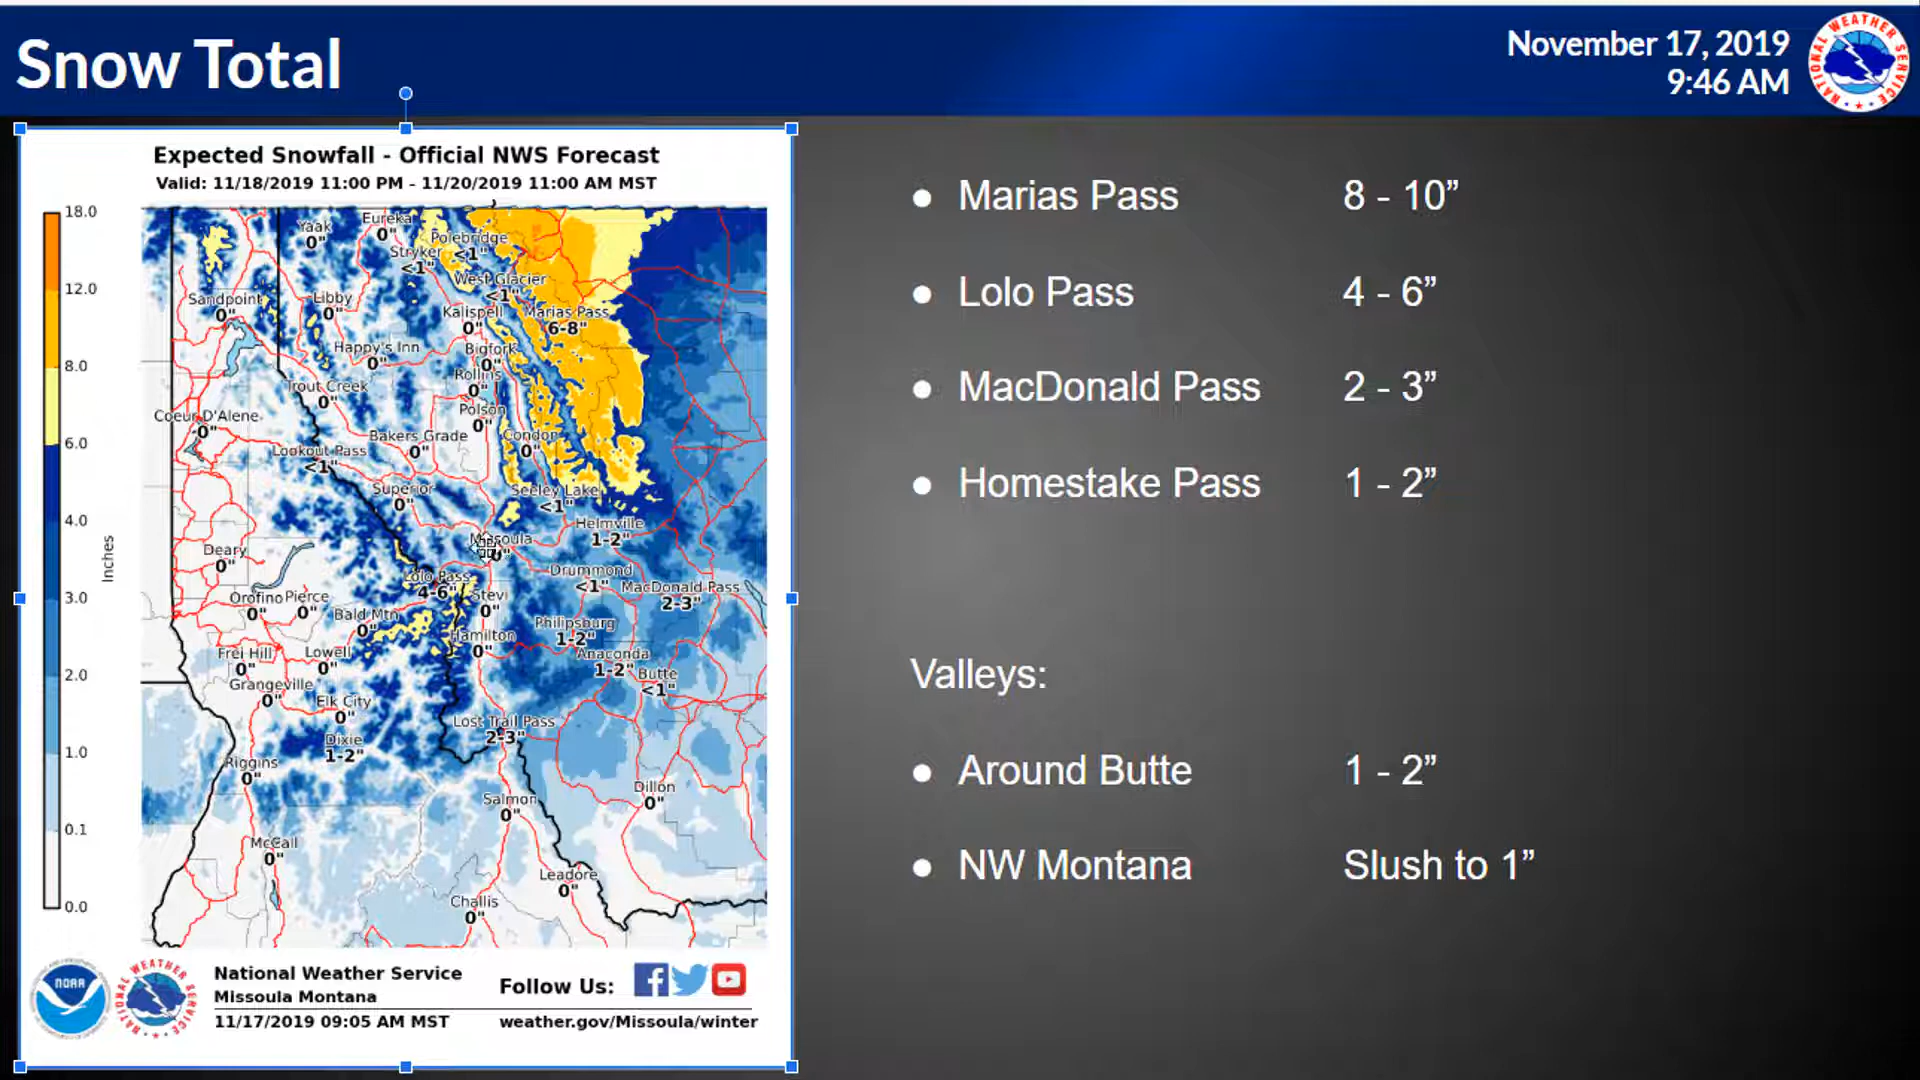 Snow Total
November 17, 2019
9:46 AM
NATIONAL WEATHER SERVICE
Expected Snowfall - Official NWS Forecast
Valid: 11/18/2019 11:00 PM - 11/20/2019 11:00 AM MST
18.0
12.0
8.0
6.0
4.0
3.0
2.0
1.0
0.1
0.0
Inches
Yaak
0"
Eureka
0"
Polebridge
<1"
Stryker
<1"
West Glacier
<1"
Sandpoint
0"
Libby
0"
Kalispell
0"
Marias Pass
6-8"
Happy's Inn
0"
Bigfork
0"
Rollins
0"
Trout Creek
0"
Polson
0"
Coeur D'Alene
0"
Bakers Grade
0"
Condon
0"
Lookout Pass
<1"
Superior
0"
Seeley Lake
<1"
Helmville
1-2"
Missoula
0"
Deary
0"
Drummond
<1"
Lolo Pass
4-6"
MacDonald Pass
2-3"
Orofino
0"
Pierce
0"
Stevi
0"
Bald Mtn
0"
Philipsburg
1-2"
Hamilton
0"
Frei Hill
0"
Lowell
0"
Anaconda
1-2"
Butte
<1"
Grangeville
0"
Elk City
0"
Lost Trail Pass
2-3"
Dixie
1-2"
Riggins
0"
Salmon
0"
Dillon
0"
McCall
0"
Leadore
0"
Challis
0"
NOAA
NATIONAL WEATHER SERVICE
National Weather Service
Missoula Montana
11/17/2019 09:05 AM MST
Follow Us:
weather.gov/Missoula/winter
● Marias Pass 8 - 10”
● Lolo Pass 4 - 6”
● MacDonald Pass 2 - 3”
● Homestake Pass 1 - 2”
Valleys:
● Around Butte 1 - 2”
● NW Montana Slush to 1”